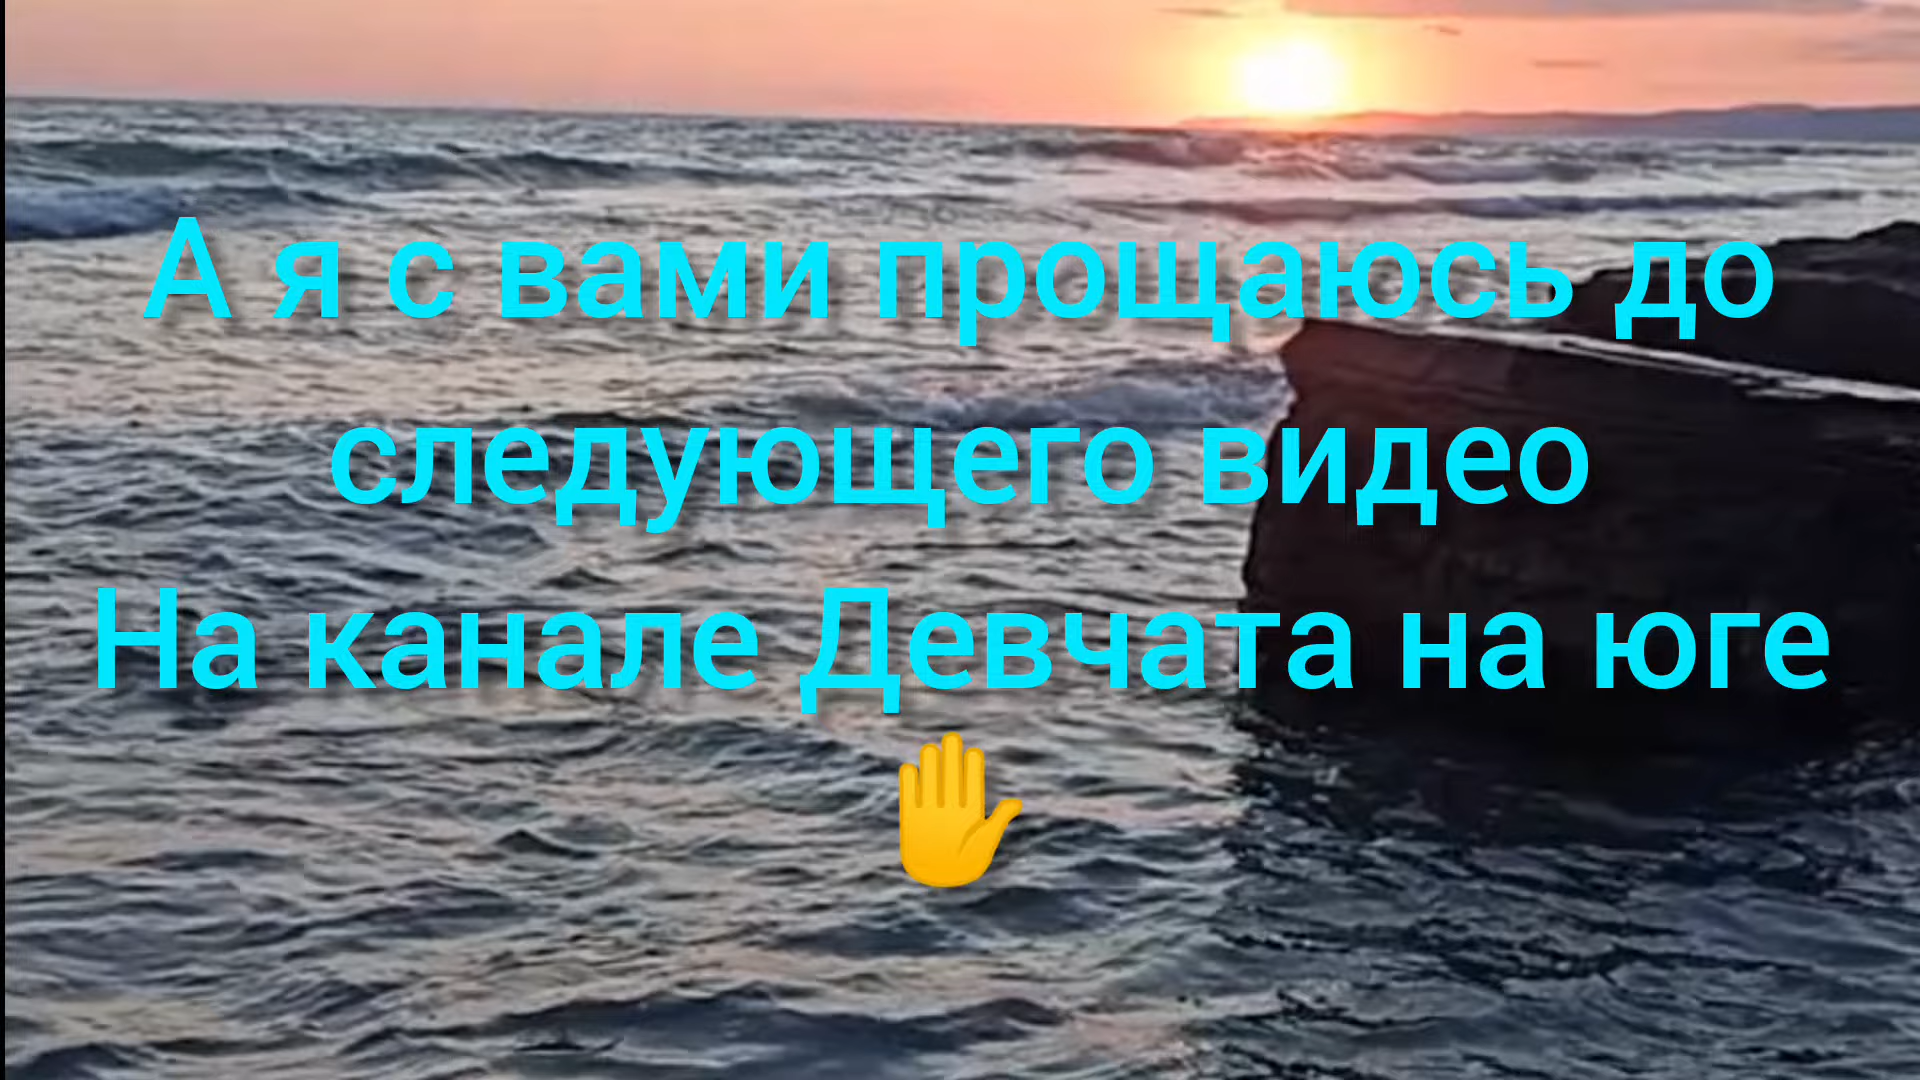 А я с вами прощаюсь до
следующего видео
На канале Девчата на юге
✋